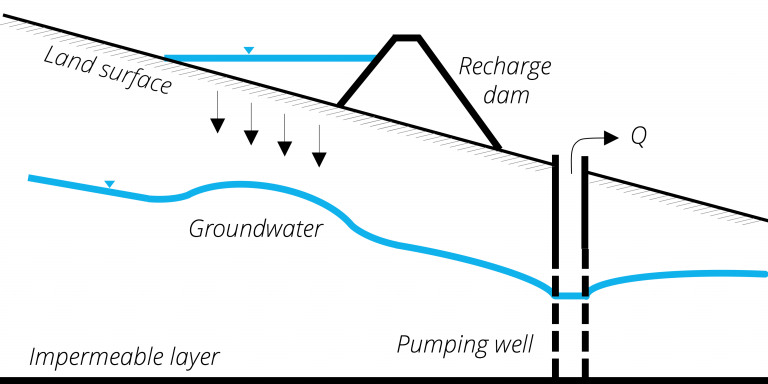 Land surface
Recharge
dam
Q
Groundwater
Pumping well
Impermeable layer